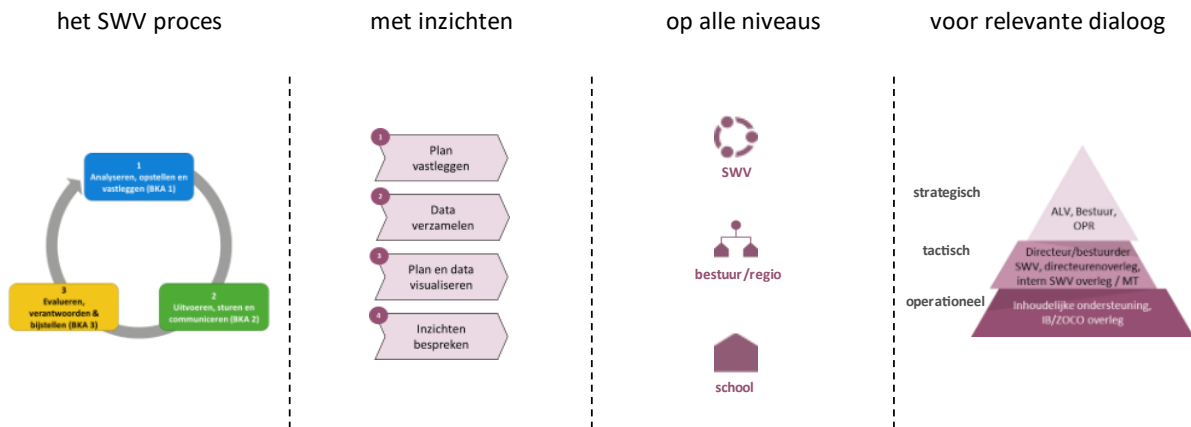 het SWV proces
met inzichten
op alle niveaus
voor relevante dialoog
1
Analyseren, opstellen en
vastleggen (BKA 1)
3
Evalueren,
verantwoorden &
bijstellen (BKA 3)
2
Uitvoeren, sturen en
communiceren (BKA 2)
1
Plan
vastleggen
2
Data
verzamelen
3
Plan en data
visualiseren
4
Inzichten
bespreken
SWV
bestuur/regio
school
strategisch
ALV, Bestuur,
OPR
tactisch
Directeur/bestuurder
SWV, directeurenoverleg,
intern SWV overleg / MT
operationeel
Inhoudelijke ondersteuning,
IB/ZOCO overleg